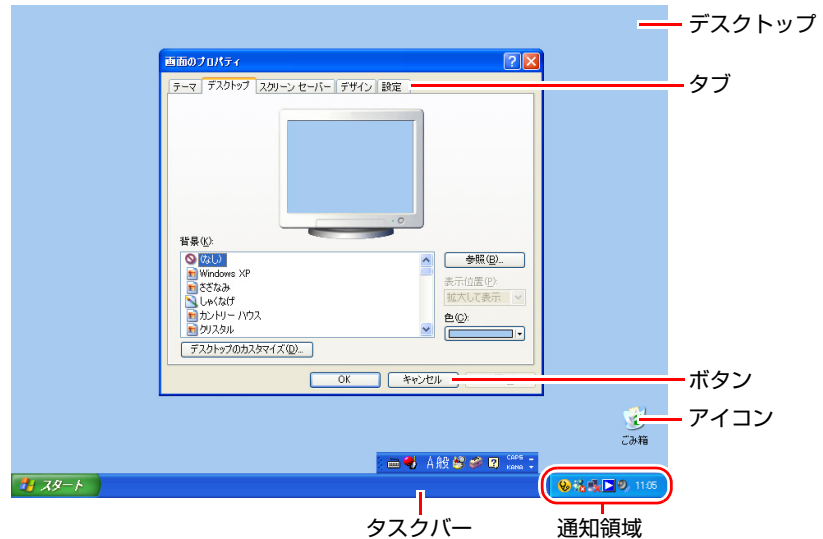 デスクトップ
画面のプロパティ
タブ
テーマ デスクトップ スクリーン セーバー デザイン 設定
背景(K):
(なし)
Windows XP
さざなみ
しゃくなげ
カントリー ハウス
クリスタル
参照(B)...
表示位置(P):
拡大して表示
色(C):
デスクトップのカスタマイズ(D)...
OK キャンセル
ボタン
アイコン
ごみ箱
A 般 CAPS
KANA
スタート
11:05
タスクバー
通知領域